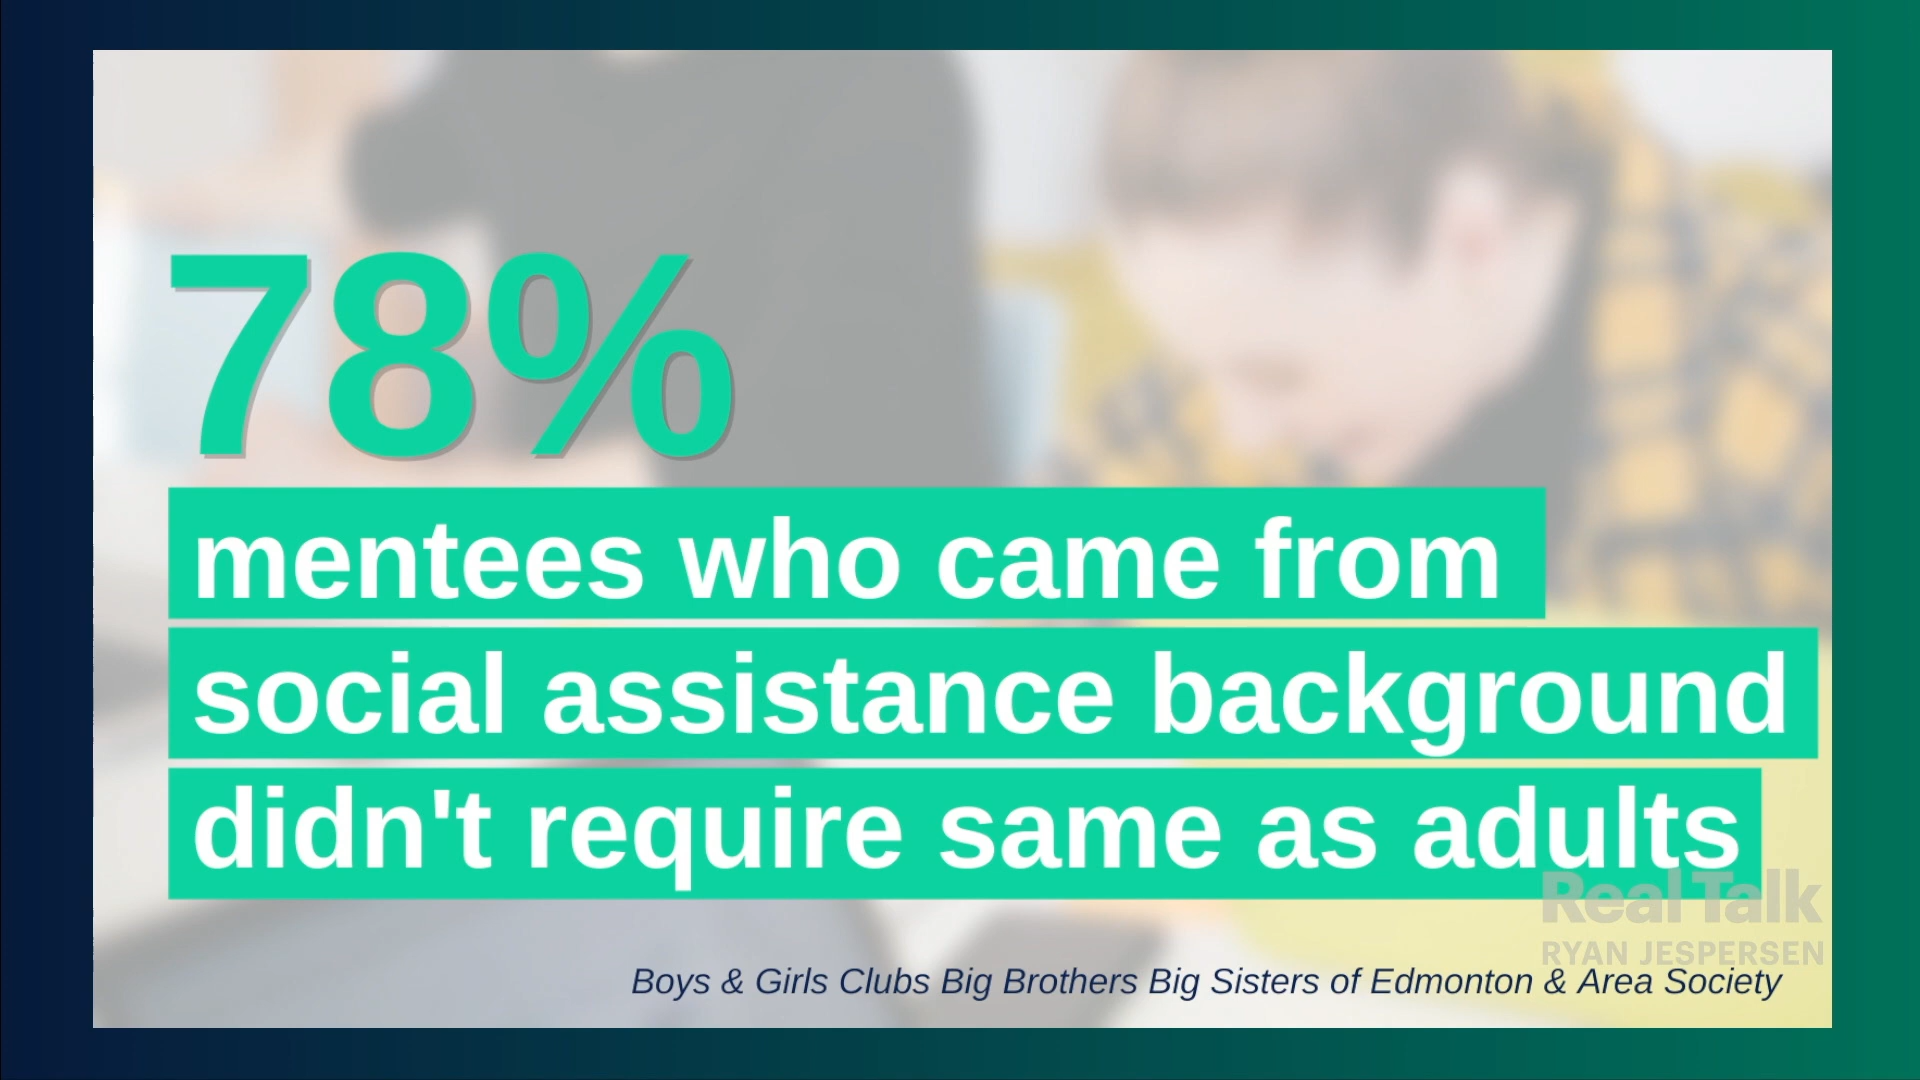 78%
mentees who came from
social assistance background
didn't require same as adults
Real Talk
RYAN JESPERSEN
Boys & Girls Clubs Big Brothers Big Sisters of Edmonton & Area Society